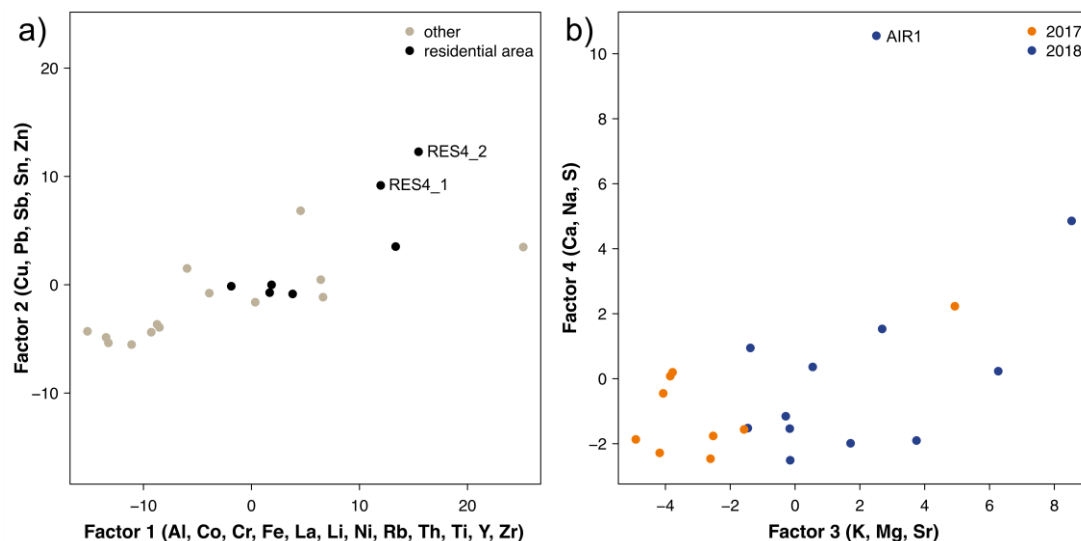 a)
other
residential area
20
10
0
−10
RES4_2
RES4_1
−10
0
10
20
Factor 2 (Cu, Pb, Sb, Sn, Zn)
Factor 1 (Al, Co, Cr, Fe, La, Li, Ni, Rb, Th, Ti, Y, Zr)
b)
AIR1
2017
2018
10
8
6
4
2
0
−2
−4
−2
0
2
4
6
8
Factor 4 (Ca, Na, S)
Factor 3 (K, Mg, Sr)